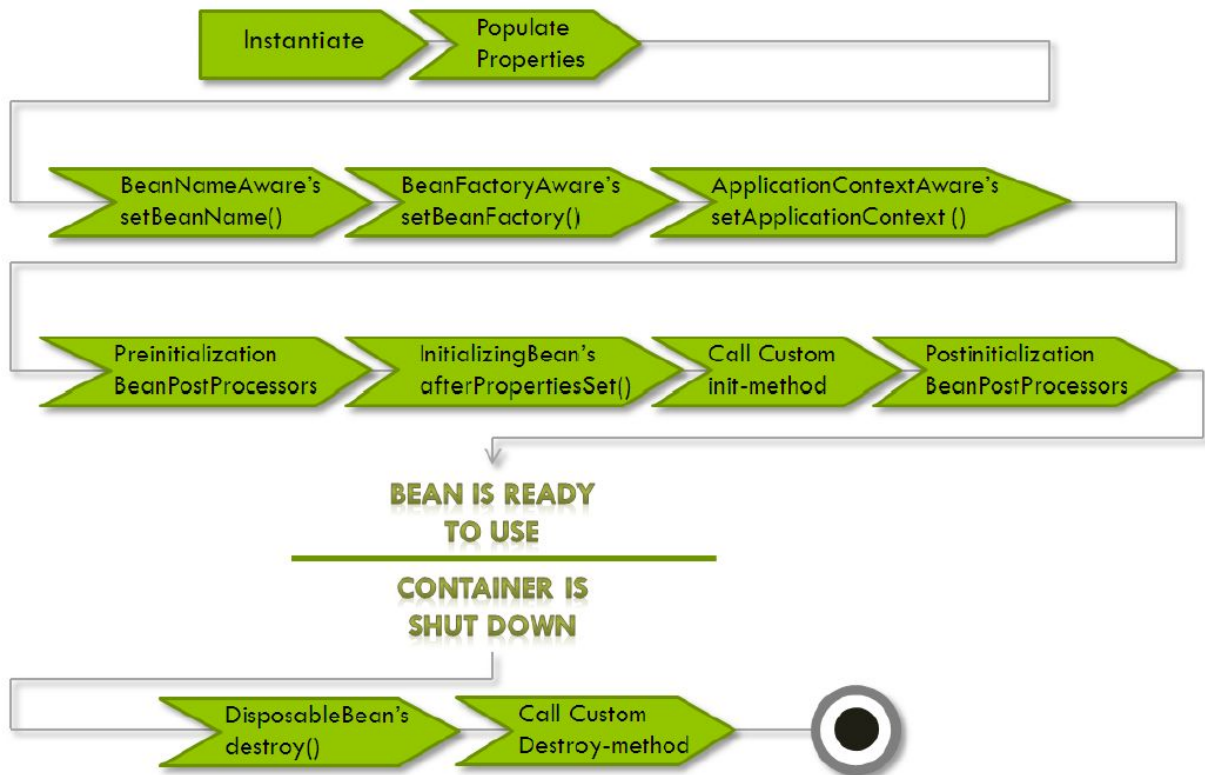 Instantiate
Populate
Properties
BeanNameAware's
setBeanName()
BeanFactoryAware's
setBeanFactory()
ApplicationContextAware's
setApplicationContext ()
Preinitialization
BeanPostProcessors
InitializingBean's
afterPropertiesSet()
Call Custom
init-method
Postinitialization
BeanPostProcessors
BEAN IS READY
TO USE
CONTAINER IS
SHUT DOWN
DisposableBean's
destroy()
Call Custom
Destroy-method